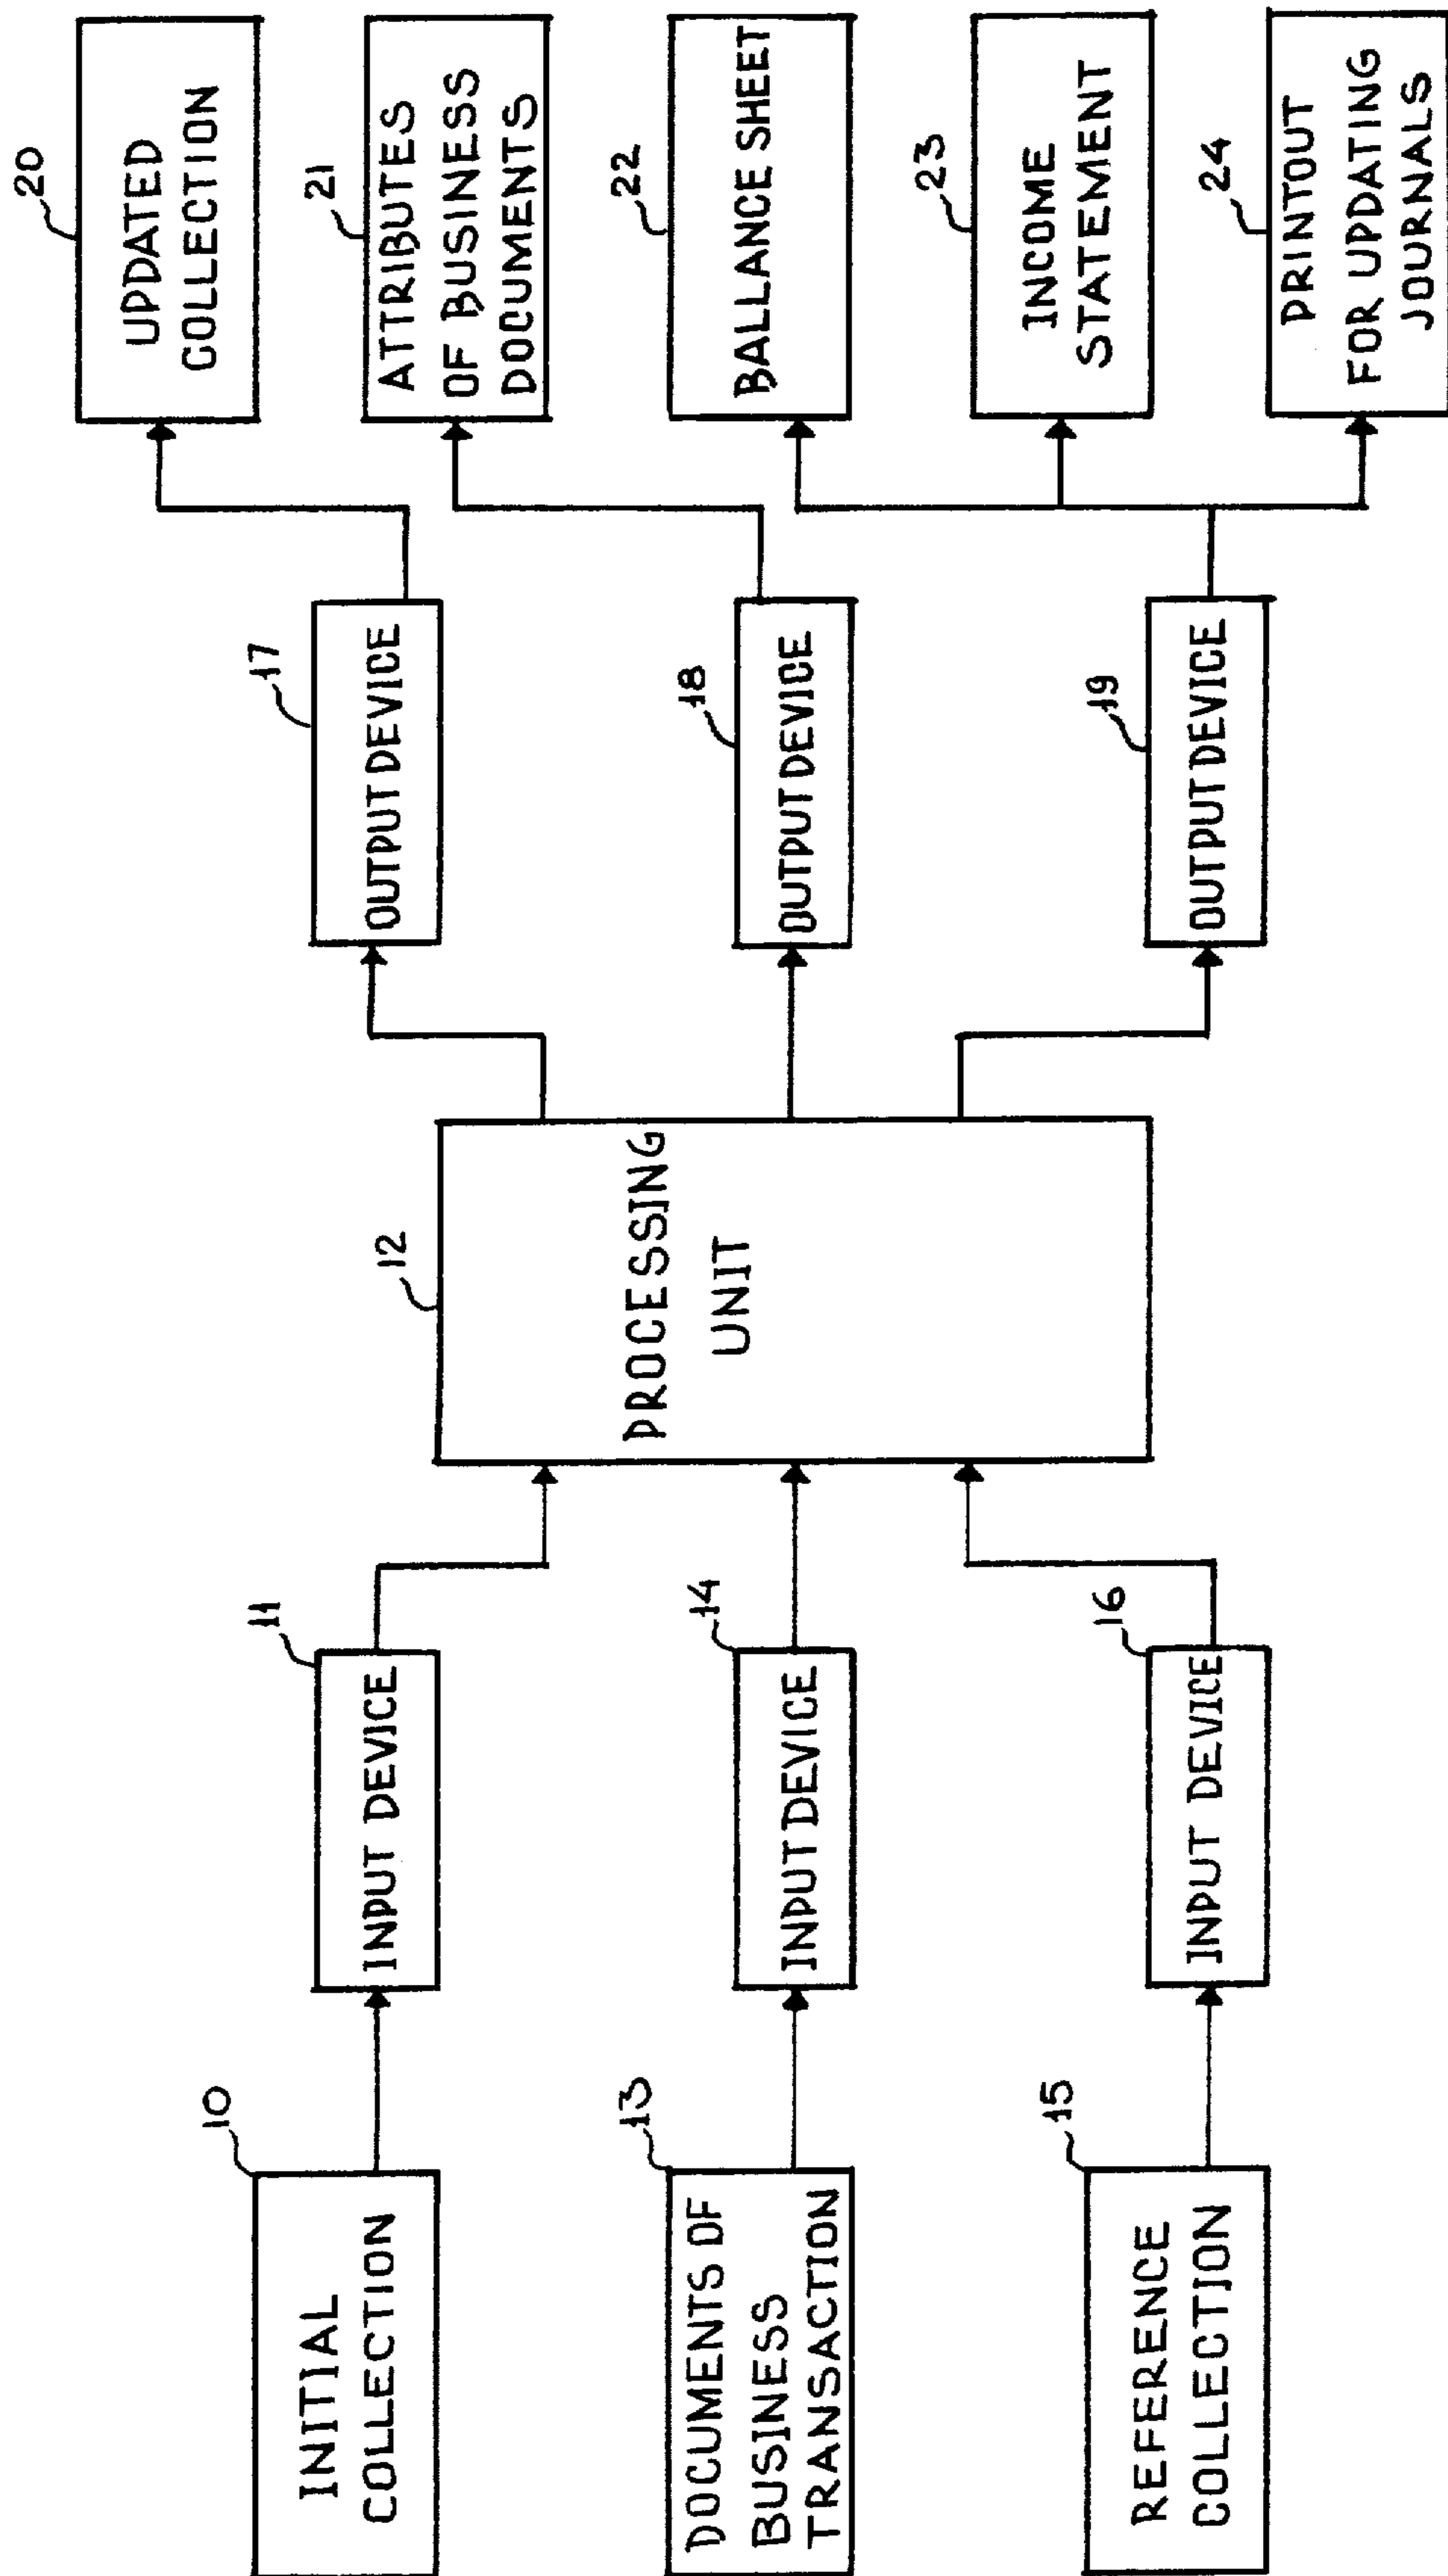 10
INITIAL
COLLECTION
11
INPUT DEVICE
12
PROCESSING
UNIT
17
OUTPUT DEVICE
20
UPDATED
COLLECTION
13
DOCUMENTS OF
BUSINESS
TRANSACTION
14
INPUT DEVICE
18
OUTPUT DEVICE
21
ATTRIBUTES
OF BUSINESS
DOCUMENTS
22
BALLANCE SHEET
15
REFERENCE
COLLECTION
16
INPUT DEVICE
19
OUTPUT DEVICE
23
INCOME
STATEMENT
24
PRINTOUT
FOR UPDATING
JOURNALS